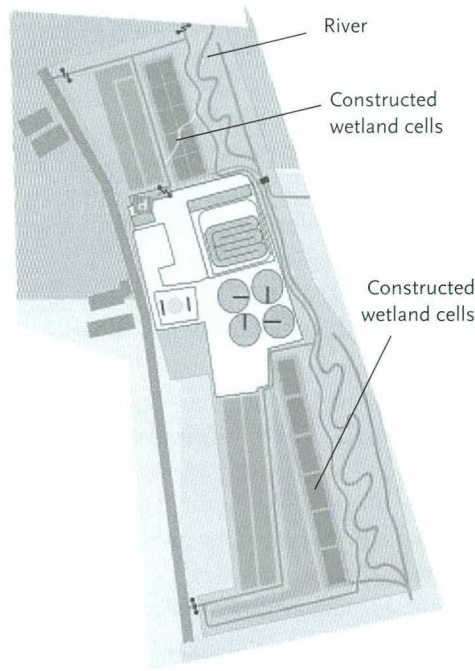 River
Constructed
wetland cells
Constructed
wetland cells